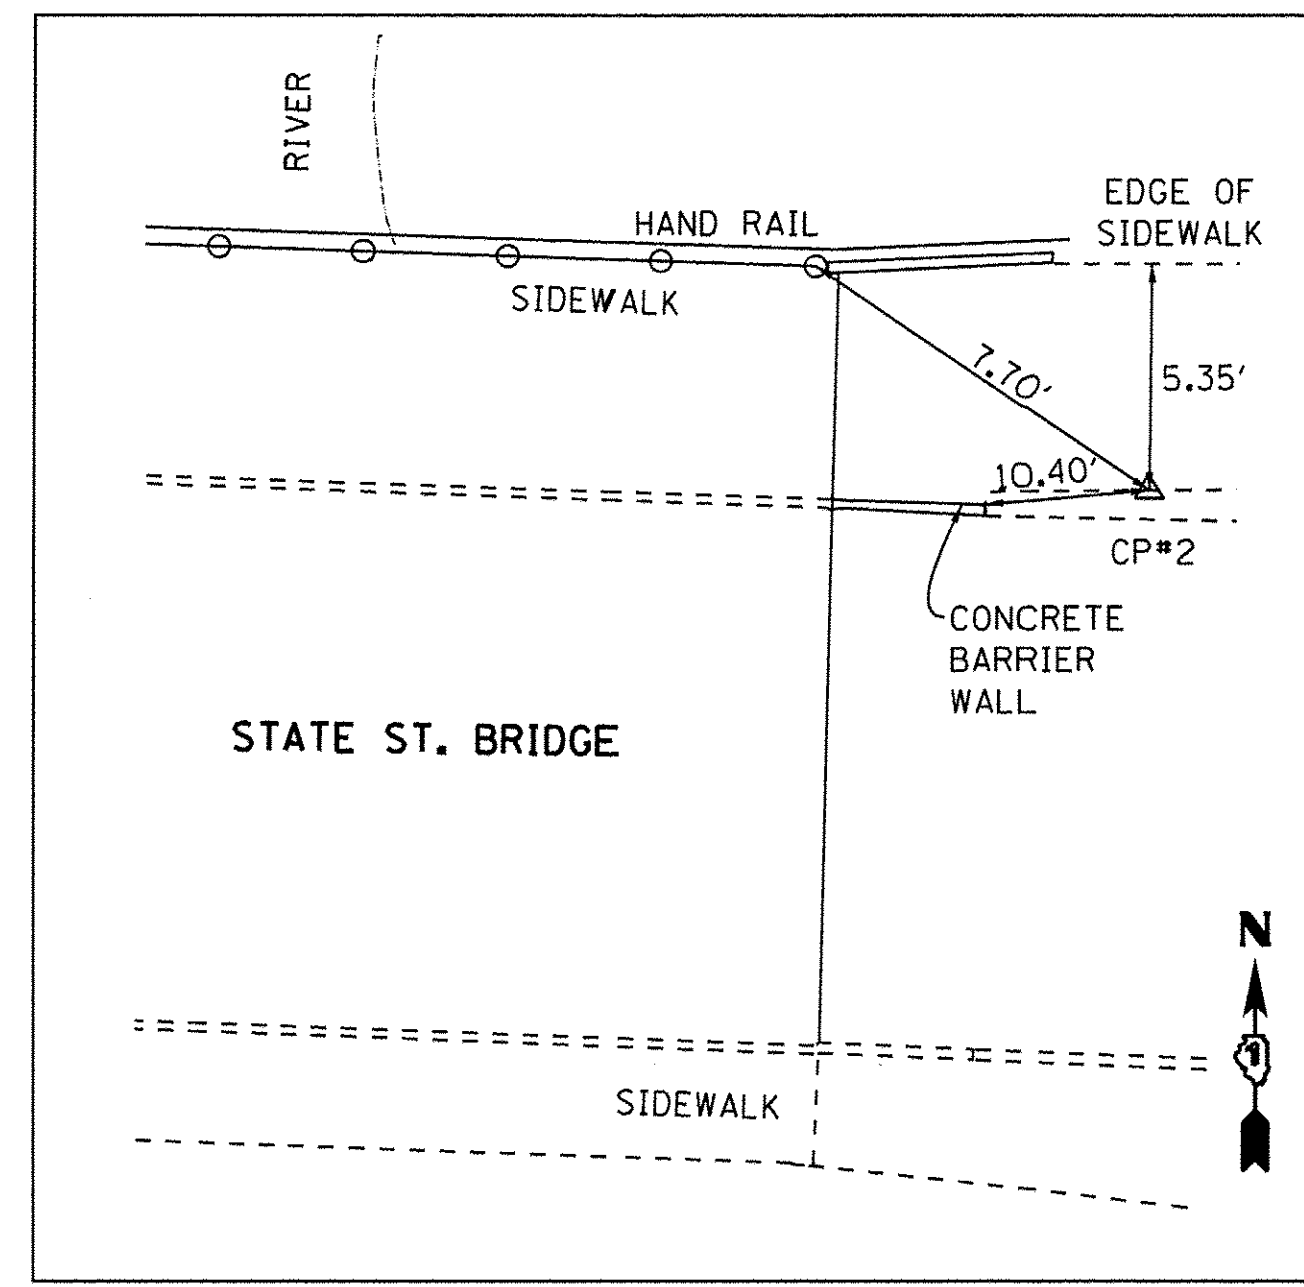 RIVER
EDGE OF
SIDEWALK
HAND RAIL
SIDEWALK
7.70'
5.35'
10.40'
CP#2
CONCRETE
BARRIER
WALL
STATE ST. BRIDGE
N
1
SIDEWALK